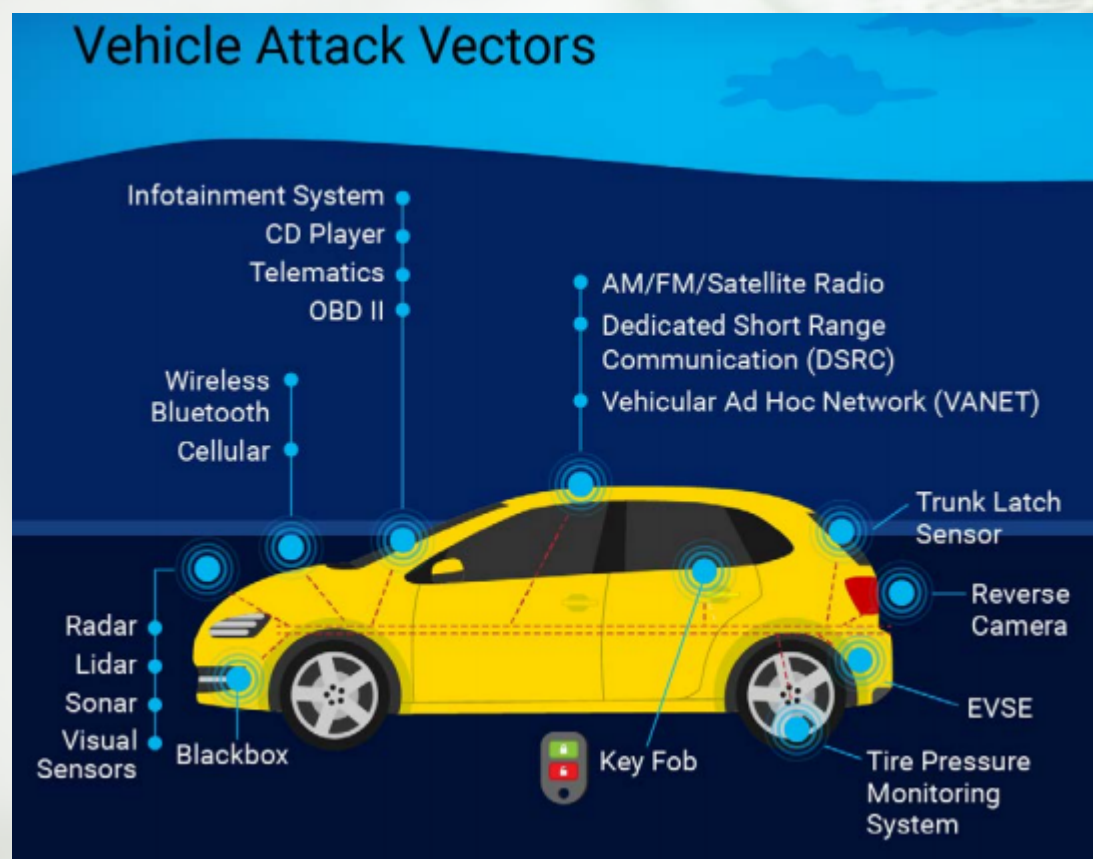 Vehicle Attack Vectors
Infotainment System
CD Player
Telematics
OBD II
Wireless
Bluetooth
Cellular
AM/FM/Satellite Radio
Dedicated Short Range
Communication (DSRC)
Vehicular Ad Hoc Network (VANET)
Trunk Latch
Sensor
Reverse
Camera
EVSE
Tire Pressure
Monitoring
System
Key Fob
Radar
Lidar
Sonar
Visual
Sensors
Blackbox